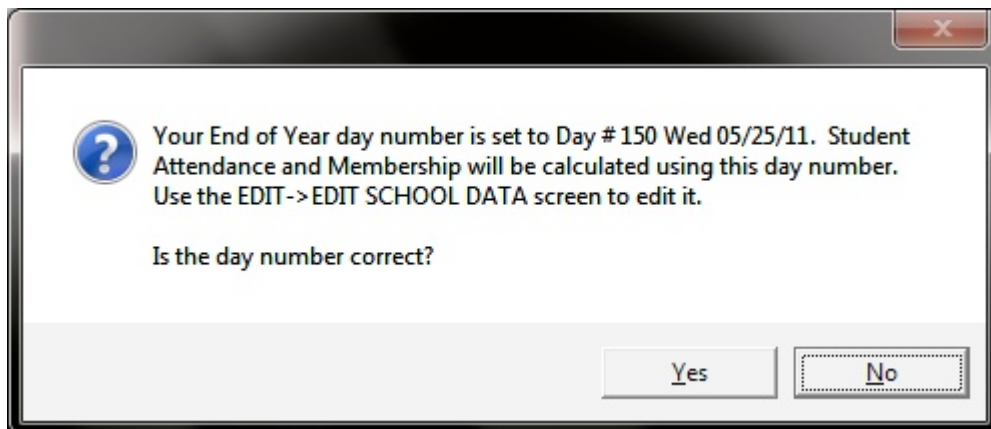 Your End of Year day number is set to Day # 150 Wed 05/25/11.  Student
Attendance and Membership will be calculated using this day number.
Use the EDIT->EDIT SCHOOL DATA screen to edit it.
Is the day number correct?
Yes
No